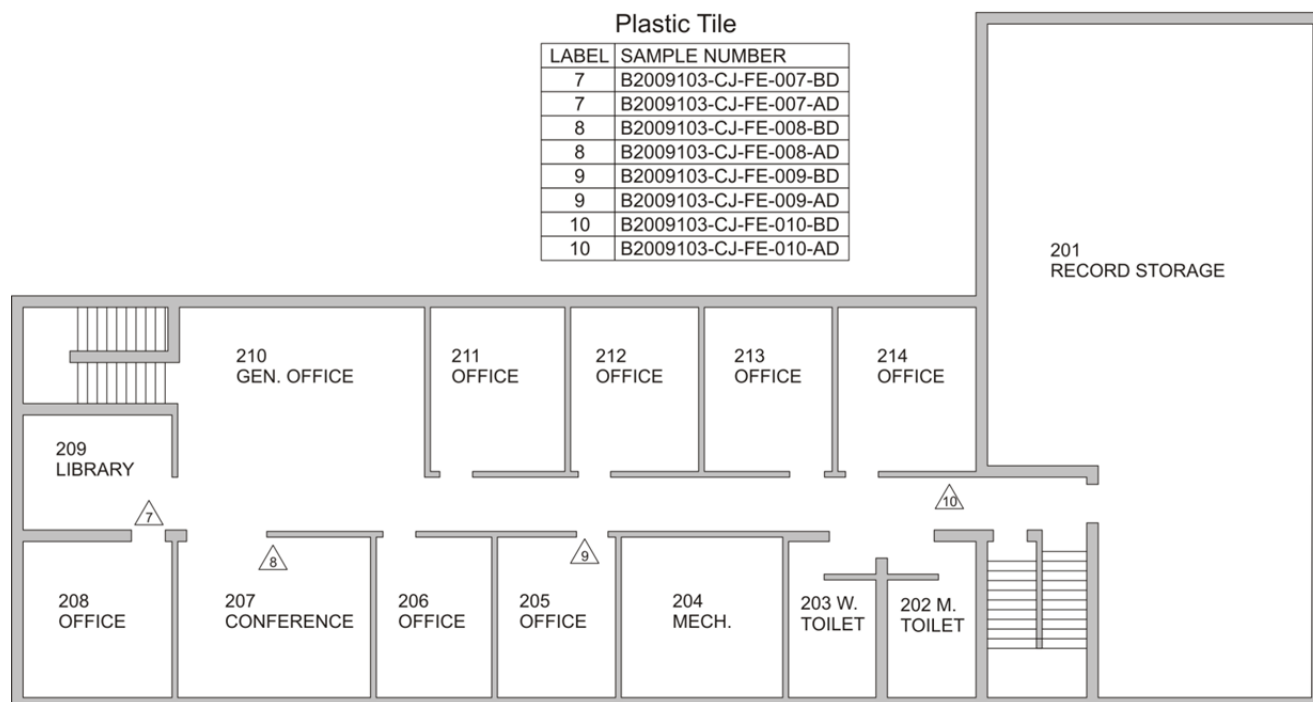 Plastic Tile
LABEL SAMPLE NUMBER
7 B2009103-CJ-FE-007-BD
7 B2009103-CJ-FE-007-AD
8 B2009103-CJ-FE-008-BD
8 B2009103-CJ-FE-008-AD
9 B2009103-CJ-FE-009-BD
9 B2009103-CJ-FE-009-AD
10 B2009103-CJ-FE-010-BD
10 B2009103-CJ-FE-010-AD
201
RECORD STORAGE
210
GEN. OFFICE
211
OFFICE
212
OFFICE
213
OFFICE
214
OFFICE
209
LIBRARY
7
10
8
9
208
OFFICE
207
CONFERENCE
206
OFFICE
205
OFFICE
204
MECH.
203 W.
TOILET
202 M.
TOILET